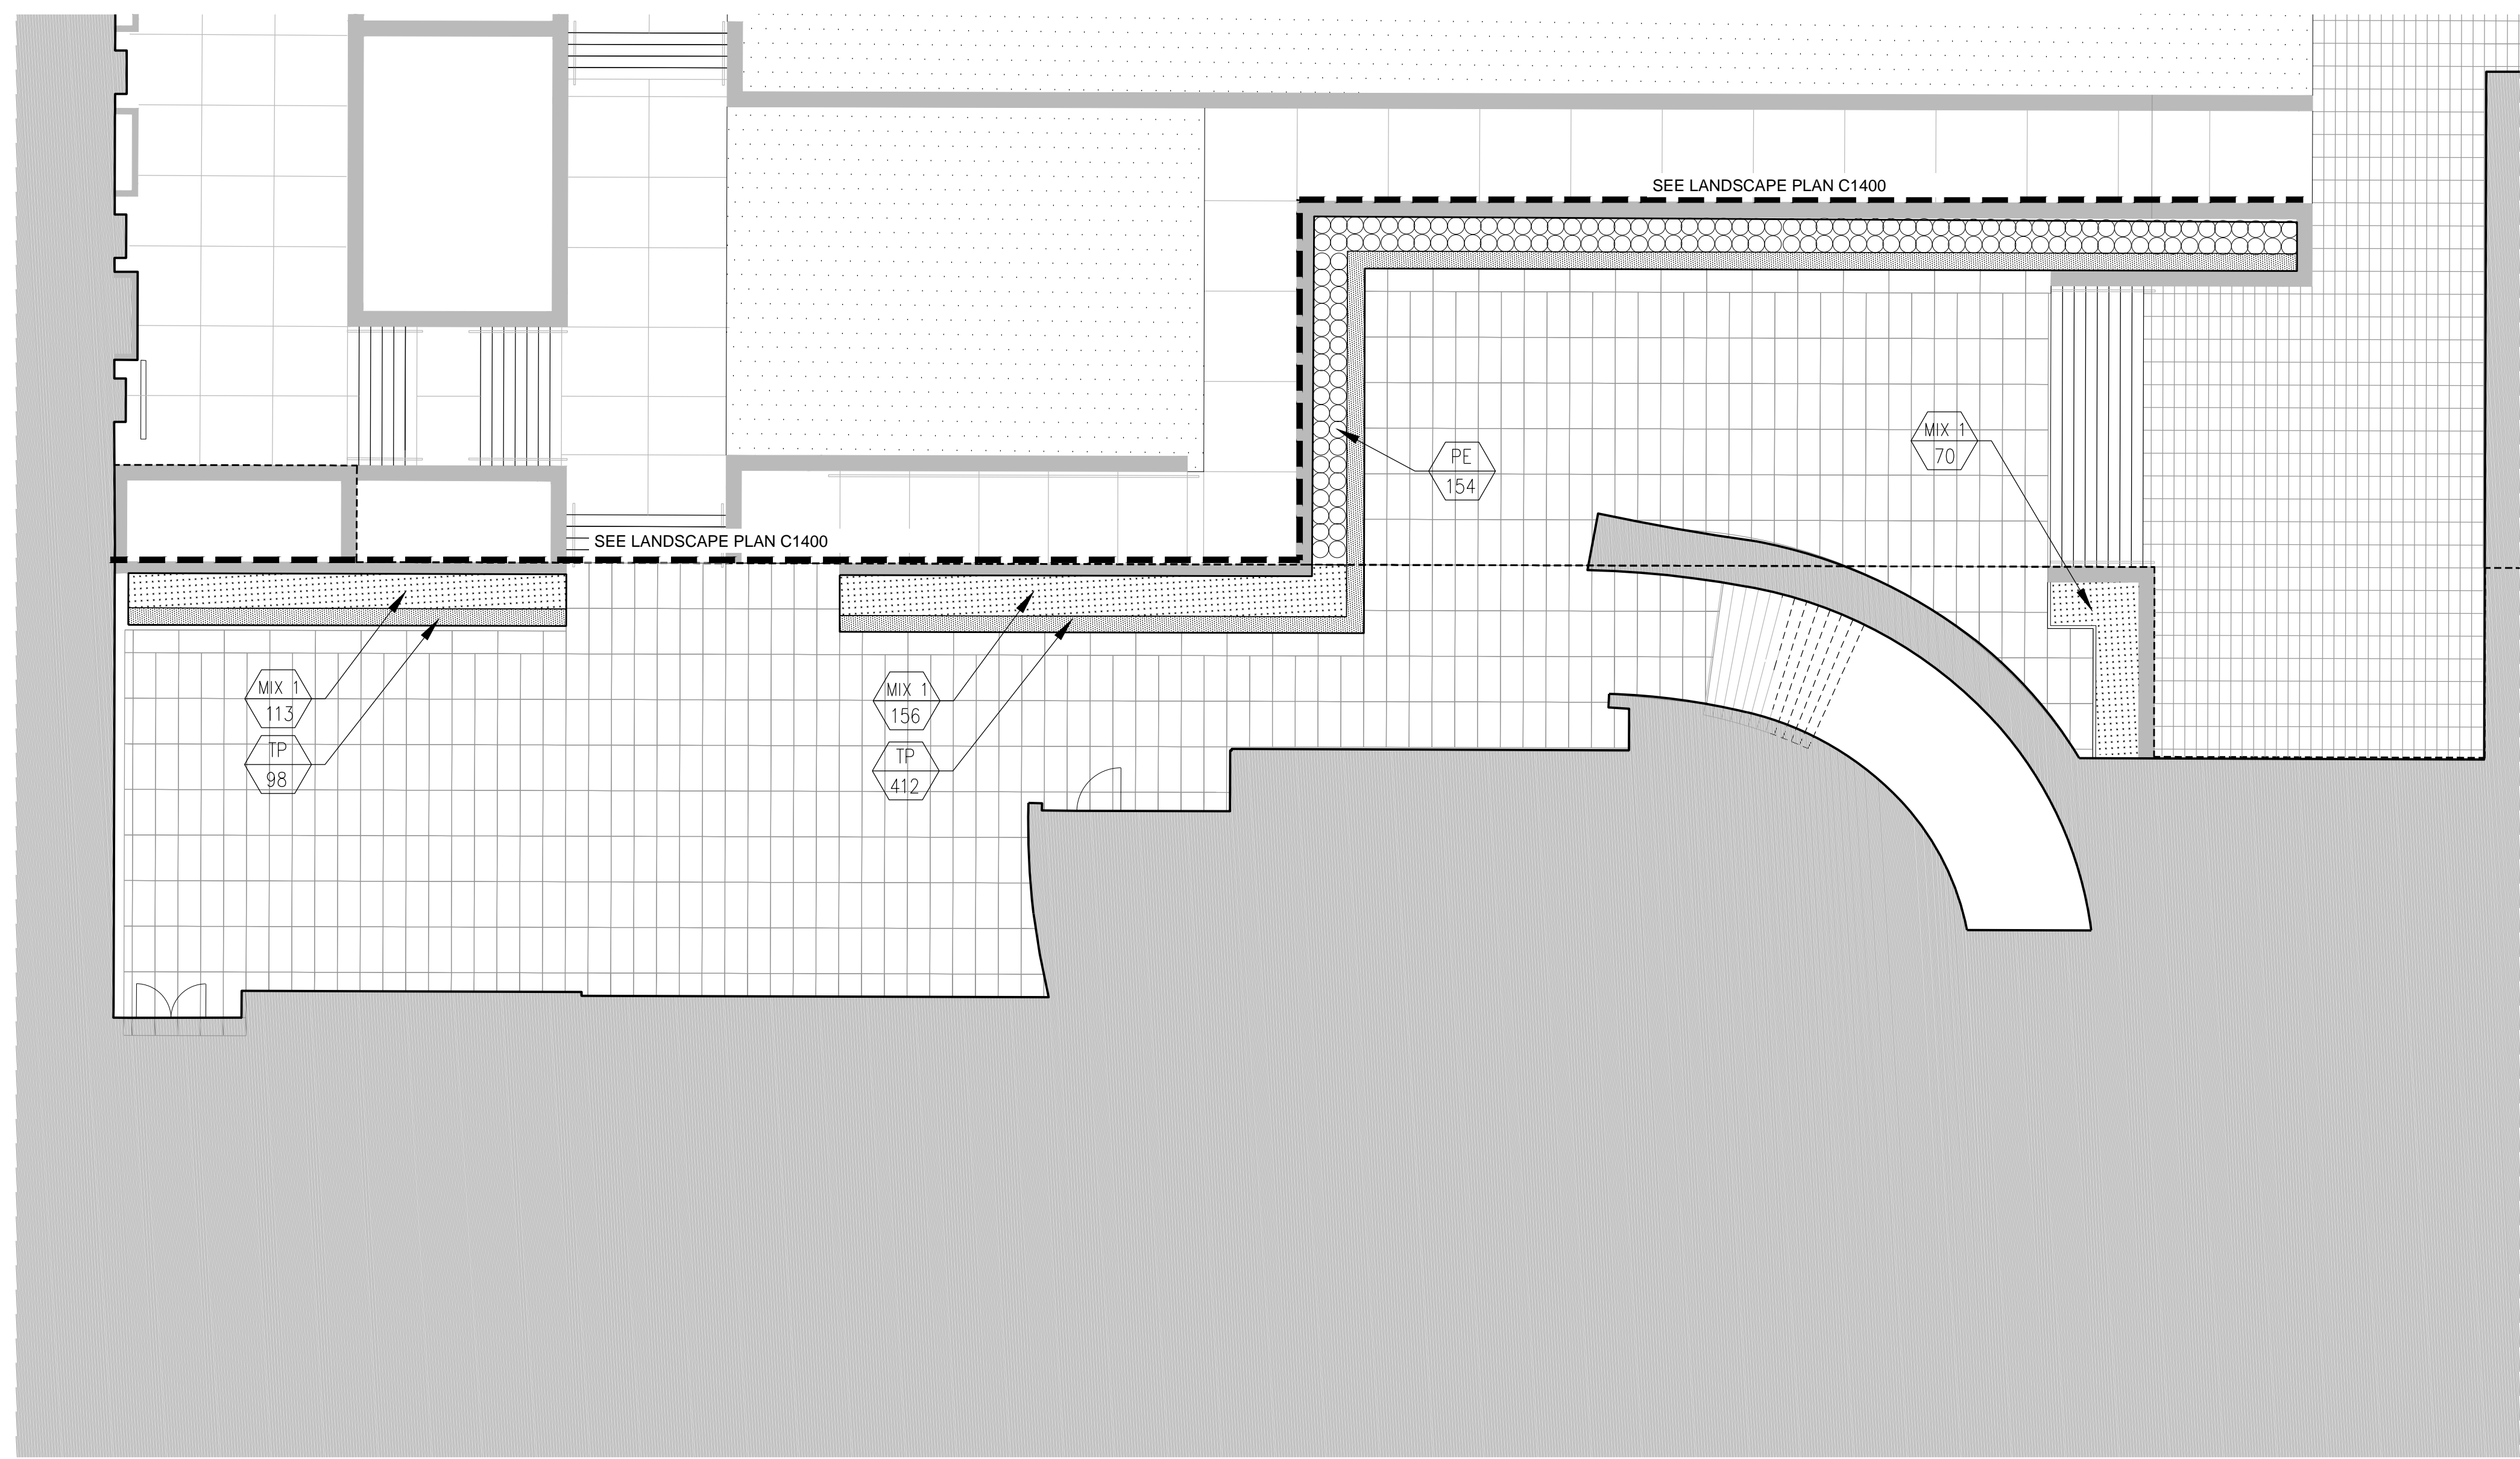 SEE LANDSCAPE PLAN C1400
MIX 1
70
PE
154
SEE LANDSCAPE PLAN C1400
MIX 1
113
MIX 1
156
TP
98
TP
412